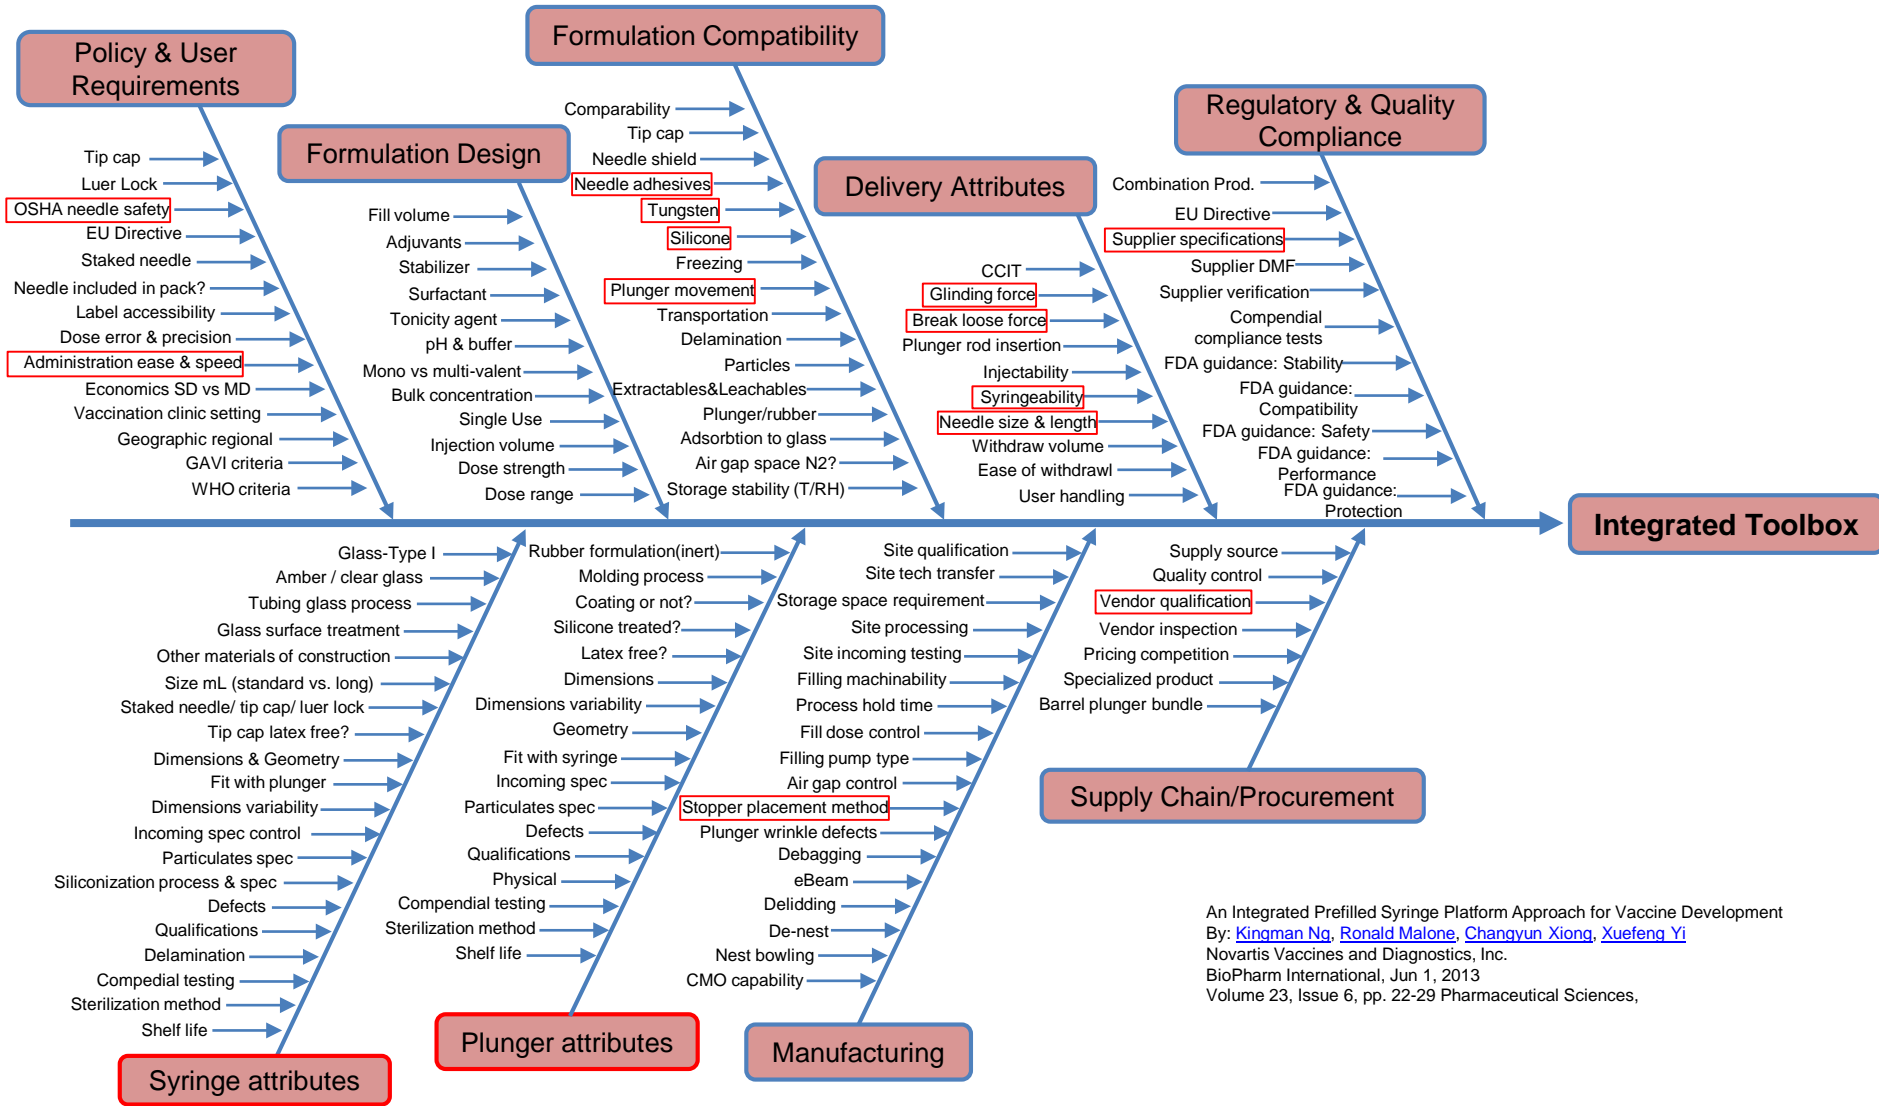 Policy & User
Requirements
Tip cap
Luer Lock
OSHA needle safety
EU Directive
Staked needle
Needle included in pack?
Label accessibility
Dose error & precision
Administration ease & speed
Economics SD vs MD
Vaccination clinic setting
Geographic regional
GAVI criteria
WHO criteria
Formulation Design
Fill volume
Adjuvants
Stabilizer
Surfactant
Tonicity agent
pH & buffer
Mono vs multi-valent
Bulk concentration
Single Use
Injection volume
Dose strength
Dose range
Formulation Compatibility
Comparability
Tip cap
Needle shield
Needle adhesives
Tungsten
Silicone
Freezing
Plunger movement
Transportation
Delamination
Particles
Extractables&Leachables
Plunger/rubber
Adsorbtion to glass
Air gap space N2?
Storage stability (T/RH)
Delivery Attributes
CCIT
Glinding force
Break loose force
Plunger rod insertion
Injectability
Syringeability
Needle size & length
Withdraw volume
Ease of withdrawl
User handling
Regulatory & Quality
Compliance
Combination Prod.
EU Directive
Supplier specifications
Supplier DMF
Supplier verification
Compendial
compliance tests
FDA guidance: Stability
FDA guidance:
Compatibility
FDA guidance: Safety
FDA guidance:
Performance
FDA guidance:
Protection
Integrated Toolbox
Glass-Type I
Amber / clear glass
Tubing glass process
Glass surface treatment
Other materials of construction
Size mL (standard vs. long)
Staked needle/ tip cap/ luer lock
Tip cap latex free?
Dimensions & Geometry
Fit with plunger
Dimensions variability
Incoming spec control
Particulates spec
Siliconization process & spec
Defects
Qualifications
Delamination
Compedial testing
Sterilization method
Shelf life
Syringe attributes
Rubber formulation(inert)
Molding process
Coating or not?
Silicone treated?
Latex free?
Dimensions
Dimensions variability
Geometry
Fit with syringe
Incoming spec
Particulates spec
Defects
Qualifications
Physical
Compendial testing
Sterilization method
Shelf life
Plunger attributes
Site qualification
Site tech transfer
Storage space requirement
Site processing
Site incoming testing
Filling machinability
Process hold time
Fill dose control
Filling pump type
Air gap control
Stopper placement method
Plunger wrinkle defects
Debagging
eBeam
Delidding
De-nest
Nest bowling
CMO capability
Manufacturing
Supply source
Quality control
Vendor qualification
Vendor inspection
Pricing competition
Specialized product
Barrel plunger bundle
Supply Chain/Procurement
An Integrated Prefilled Syringe Platform Approach for Vaccine Development
By: Kingman Ng, Ronald Malone, Changyun Xiong, Xuefeng Yi
Novartis Vaccines and Diagnostics, Inc.
BioPharm International, Jun 1, 2013
Volume 23, Issue 6, pp. 22-29 Pharmaceutical Sciences,